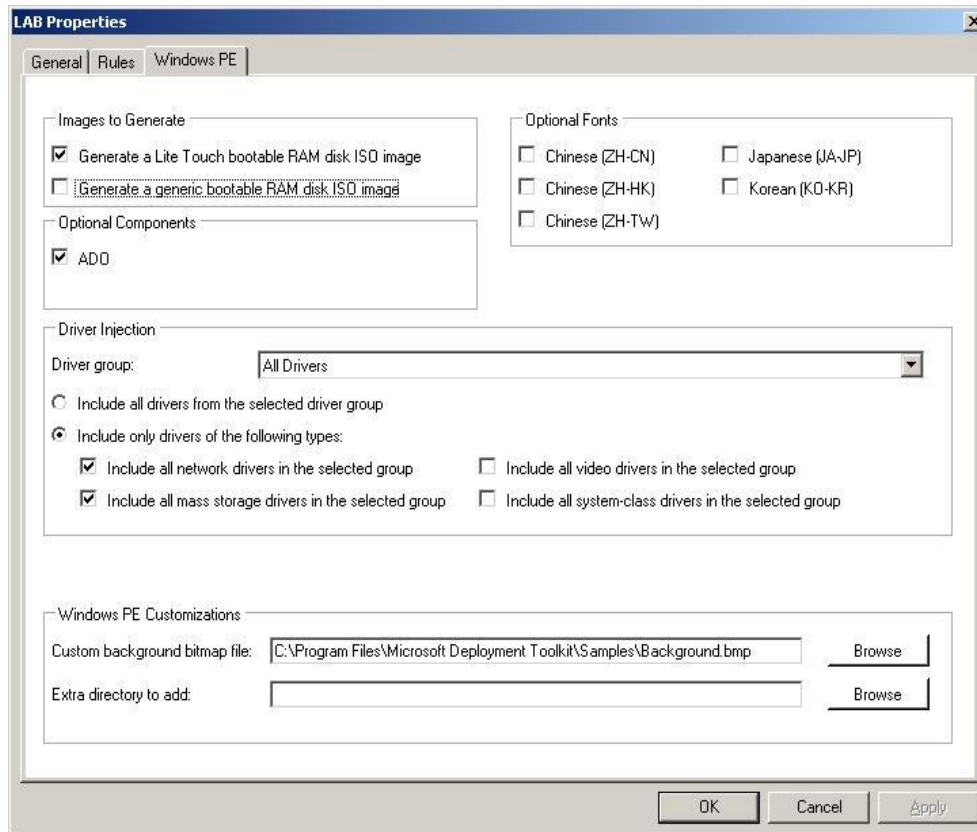 LAB Properties
General Rules Windows PE
Images to Generate
Generate a Lite Touch bootable RAM disk ISO image
Generate a generic bootable RAM disk ISO image
Optional Fonts
Chinese (ZH-CN) Japanese (JA-JP)
Chinese (ZH-HK) Korean (KO-KR)
Chinese (ZH-TW)
Optional Components
ADO
Driver Injection
Driver group: All Drivers
Include all drivers from the selected driver group
Include only drivers of the following types:
Include all network drivers in the selected group Include all video drivers in the selected group
Include all mass storage drivers in the selected group Include all system-class drivers in the selected group
Windows PE Customizations
Custom background bitmap file: C:\Program Files\Microsoft Deployment Toolkit\Samples\Background.bmp Browse
Extra directory to add: Browse
OK Cancel Apply